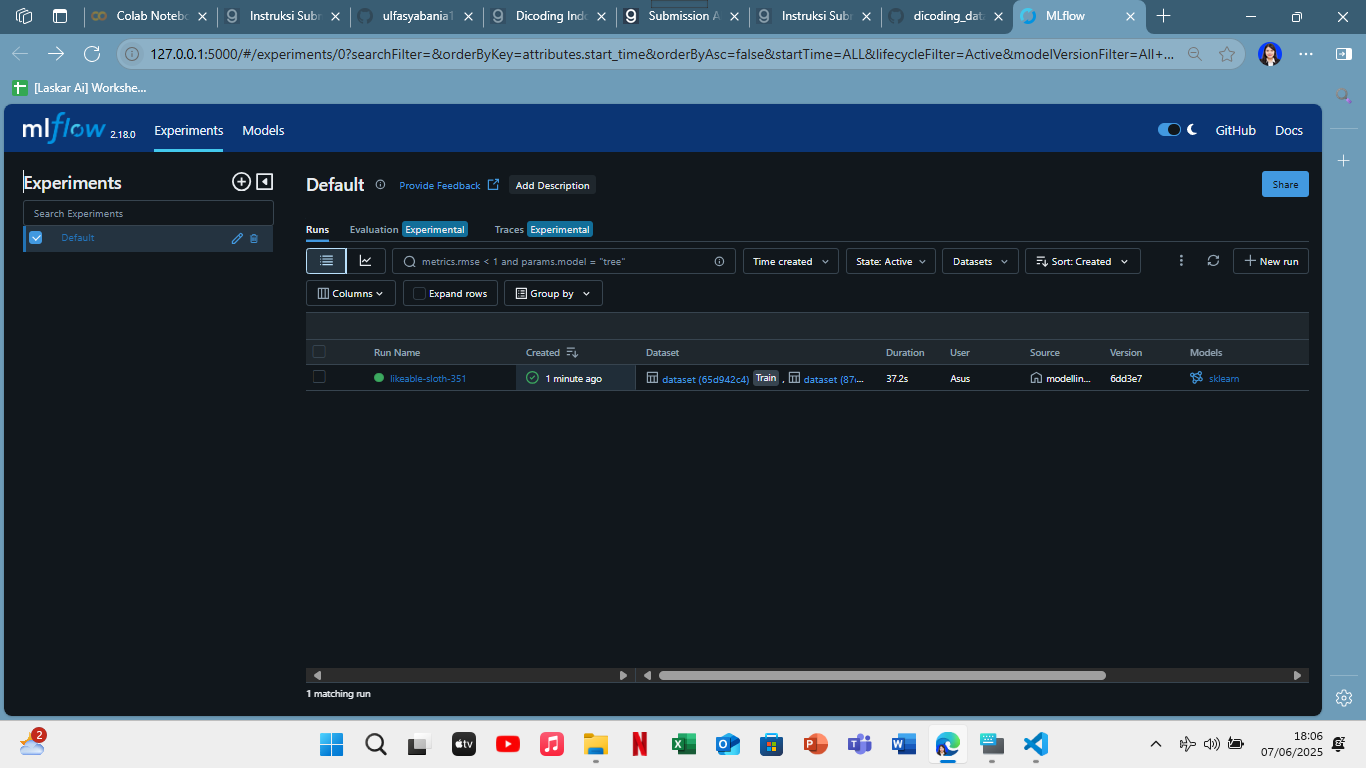 Colab Notebo
Instruksi Subm
ulfasyabania1
Dicoding Indo
Submission A
Instruksi Subm
dicoding_data
MLflow
127.0.0.1:5000/#/experiments/0?searchFilter=&orderByKey=attributes.start_time&orderByAsc=false&startTime=ALL&lifecycleFilter=Active&modelVersionFilter=All+...
[Laskar Ai] Workshe...
mlflow 2.18.0
Experiments
Models
GitHub
Docs
Experiments
Search Experiments
Default
Default
Provide Feedback
Add Description
Share
Runs
Evaluation Experimental
Traces Experimental
metrics.rmse < 1 and params.model = "tree"
Time created
State: Active
Datasets
Sort: Created
New run
Columns
Expand rows
Group by
Run Name Created Dataset Duration User Source Version Models
likeable-sloth-351 1 minute ago dataset (65d942c4) Train , dataset (87... 37.2s Asus modellin... 6dd3e7 sklearn
1 matching run
2
tv
18:06
07/06/2025